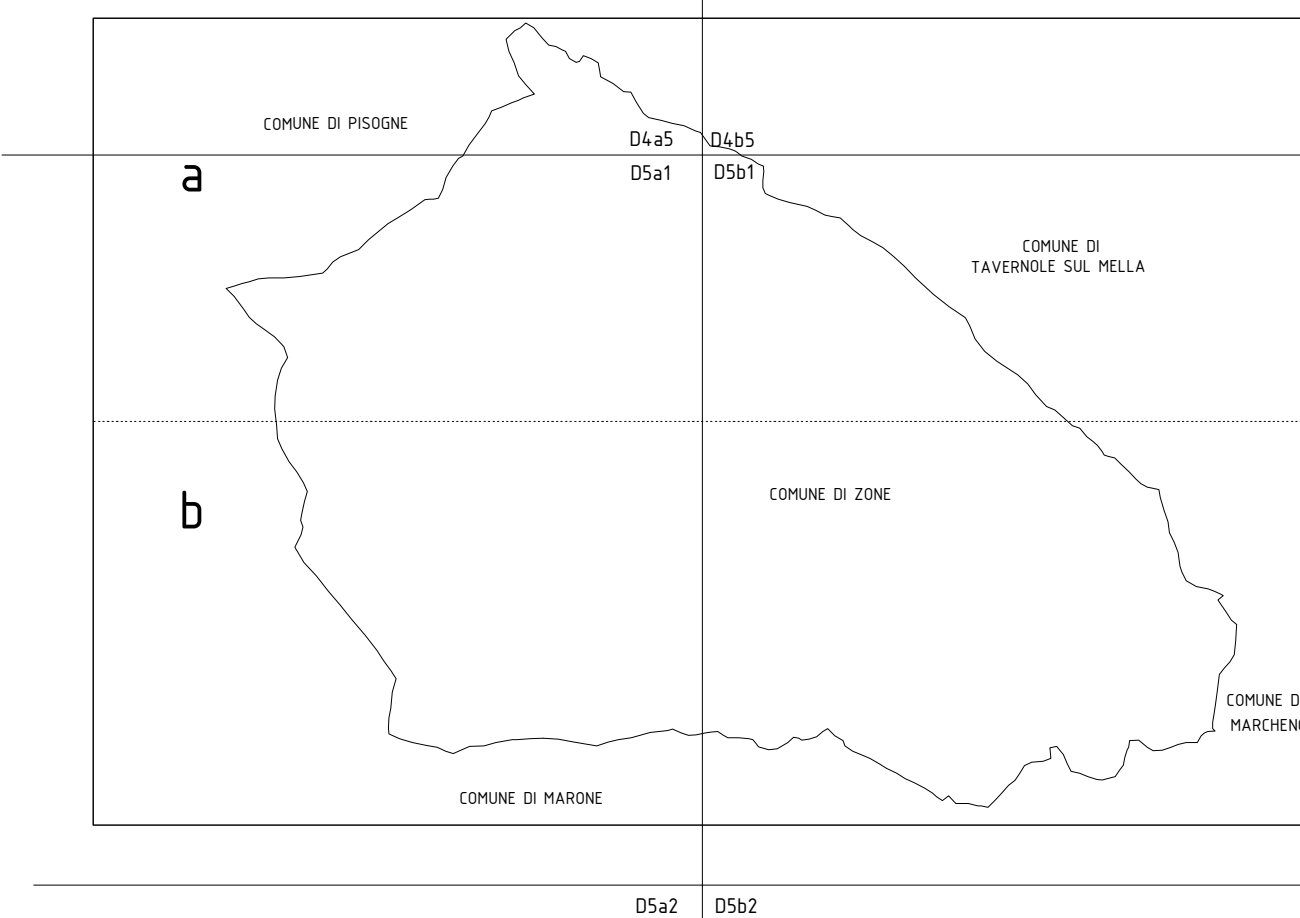 COMUNE DI PISOGNE
D4a5
D4b5
a
D5a1
D5b1
COMUNE DI
TAVERNOLE SUL MELLA
b
COMUNE DI ZONE
COMUNE D
MARCHENO
COMUNE DI MARONE
D5a2
D5b2